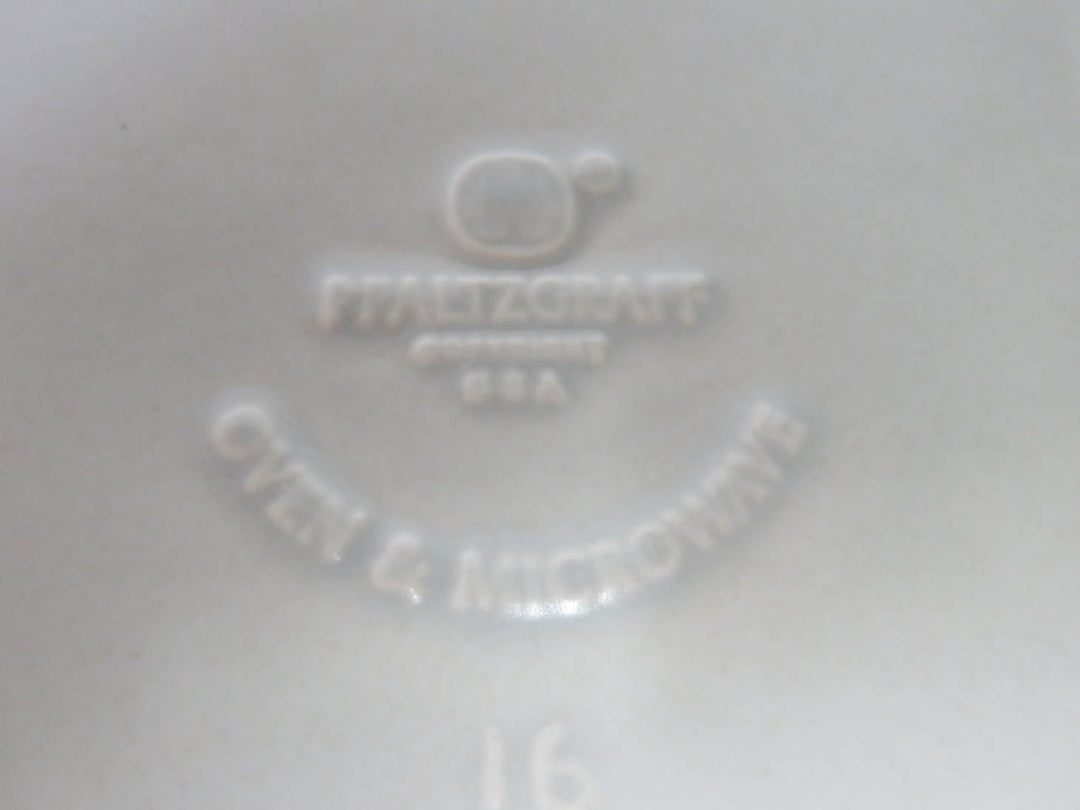 PFALTZGRAFF
COPYRIGHT
USA
OVEN & MICROWAVE
16